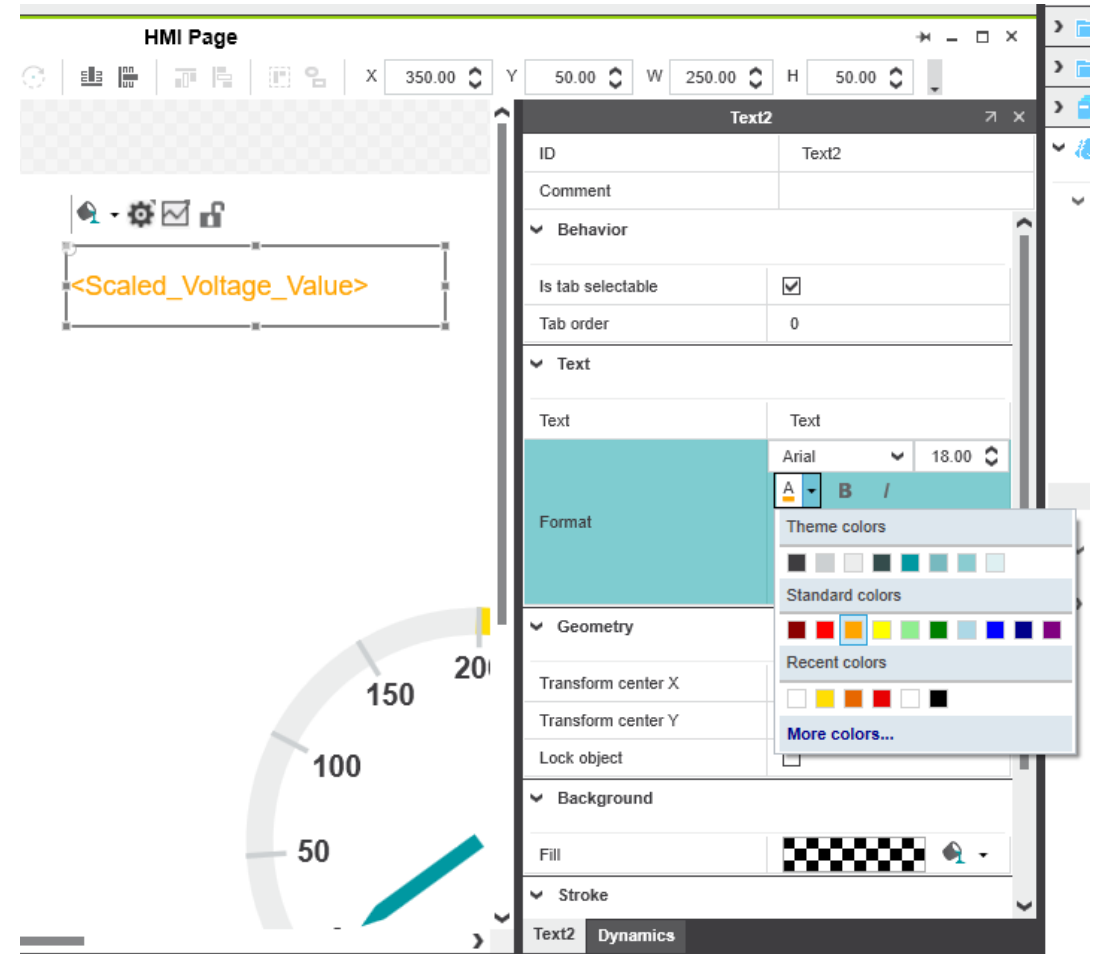 HMI Page
X 350.00 Y 50.00 W 250.00 H 50.00
Text2
ID Text2
Comment
Behavior
<Scaled_Voltage_Value>
Is tab selectable
Tab order 0
Text
Text Text
Arial 18.00
A B I
Format
Theme colors
Standard colors
Geometry
Recent colors
200
150
Transform center X
Transform center Y
More colors...
Lock object
100
Background
50
Fill
Stroke
Text2 Dynamics